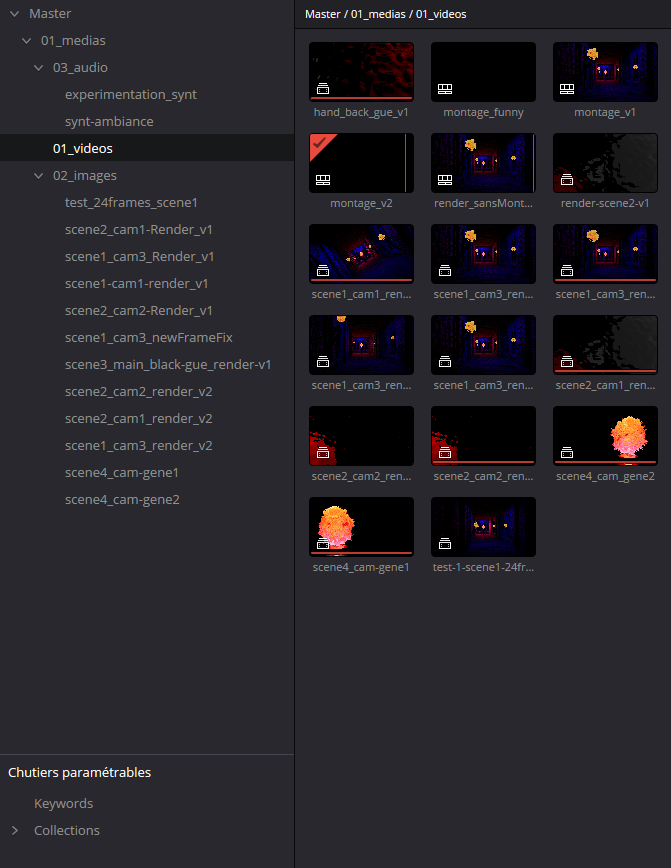 Master
01_medias
03_audio
experimentation_synt
synt-ambiance
01_videos
02_images
test_24frames_scene1
scene2_cam1-Render_v1
scene1_cam3_Render_v1
scene1-cam1-render_v1
scene2_cam2-Render_v1
scene1_cam3_newFrameFix
scene3_main_black-gue_render-v1
scene2_cam2_render_v2
scene2_cam1_render_v2
scene1_cam3_render_v2
scene4_cam-gene1
scene4_cam-gene2
Chutiers paramétrables
Keywords
Collections
Master / 01_medias / 01_videos
hand_back_gue_v1 montage_funny montage_v1
montage_v2 render_sansMont... render-scene2-v1
scene1_cam1_ren... scene1_cam3_ren... scene1_cam3_ren...
scene1_cam3_ren... scene1_cam3_ren... scene2_cam1_ren...
scene2_cam2_ren... scene2_cam2_ren... scene4_cam_gene2
scene4_cam-gene1 test-1-scene1-24fr...